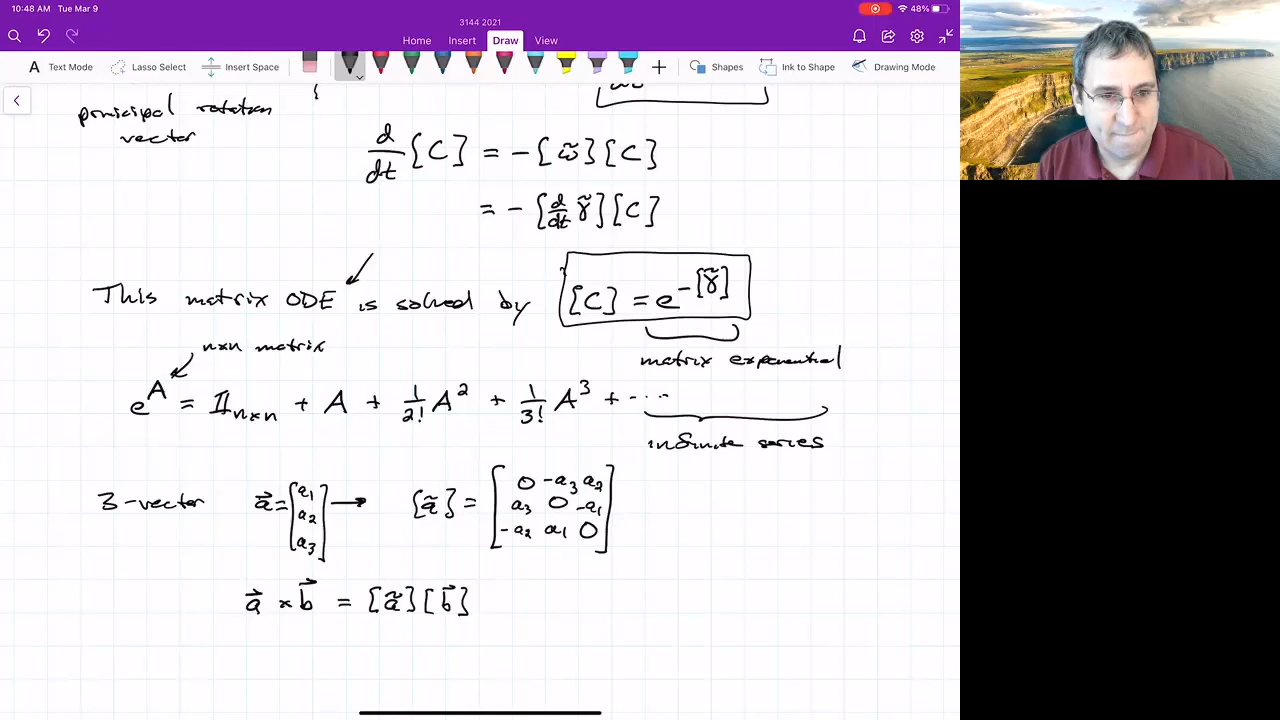 10:48 AM Tue Mar 9
48%
3144 2021
Home Insert Draw View
Text Mode Lasso Select Insert Space Shapes Ink to Shape Drawing Mode
principal rotation
vector
d/dt [C] = -[ω̃][C]
= -[d/dt γ̃][C]
This matrix ODE is solved by [C] = e^-[γ̃]
n×n matrix
matrix exponential
e^A = 𝕀n×n + A + 1/2! A² + 1/3! A³ + ...
infinite series
3-vector a⃗ = [a1 a2 a3] → [ã] = [0 -a3 a2
a3 0 -a1
-a2 a1 0]
a⃗ × b⃗ = [ã][b⃗]